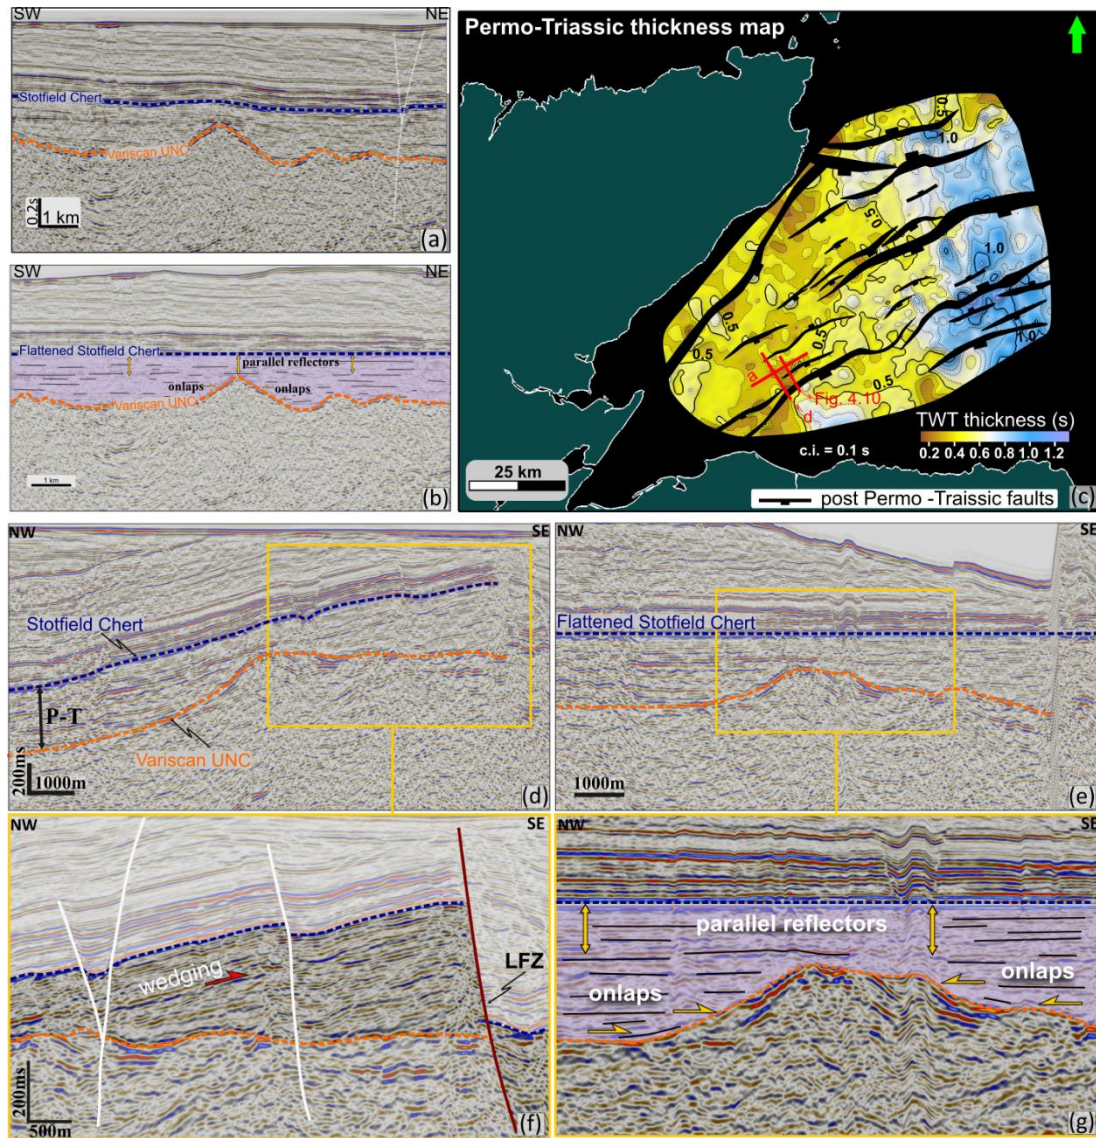 SW
NE
Stotfield Chert
Variscan UNC
0.2s
1 km
(a)
SW
NE
Flattened Stotfield Chert
parallel reflectors
onlaps
onlaps
Variscan UNC
1 km
(b)
Permo-Triassic thickness map
0.5
1.0
0.5
1.0
0.5
0.5
0.5
0.5
1.0
a
Fig. 4.10
d
TWT thickness (s)
0.2 0.4 0.6 0.8 1.0 1.2
c.i. = 0.1 s
25 km
post Permo -Traissic faults
(c)
NW
SE
Stotfield Chert
P-T
Variscan UNC
200ms
1000m
(d)
NW
SE
Flattened Stotfield Chert
1000m
(e)
NW
SE
wedging
LFZ
200ms
500m
(f)
NW
SE
parallel reflectors
onlaps
onlaps
(g)